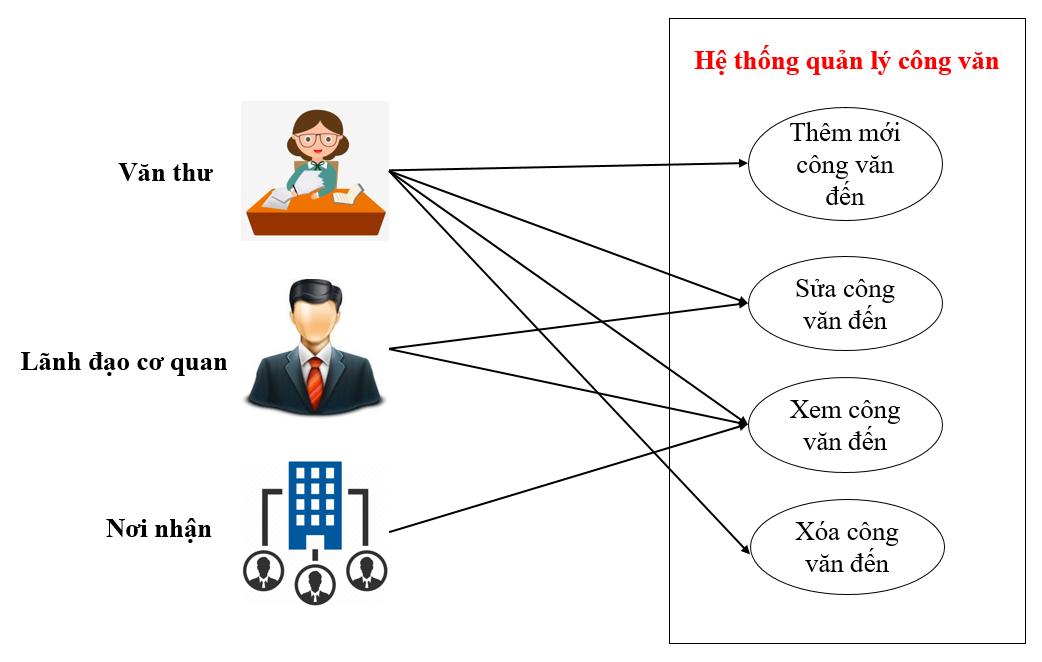 Hệ thống quản lý công văn
Văn thư
Thêm mới
công văn
đến
Lãnh đạo cơ quan
Sửa công
văn đến
Xem công
văn đến
Nơi nhận
Xóa công
văn đến